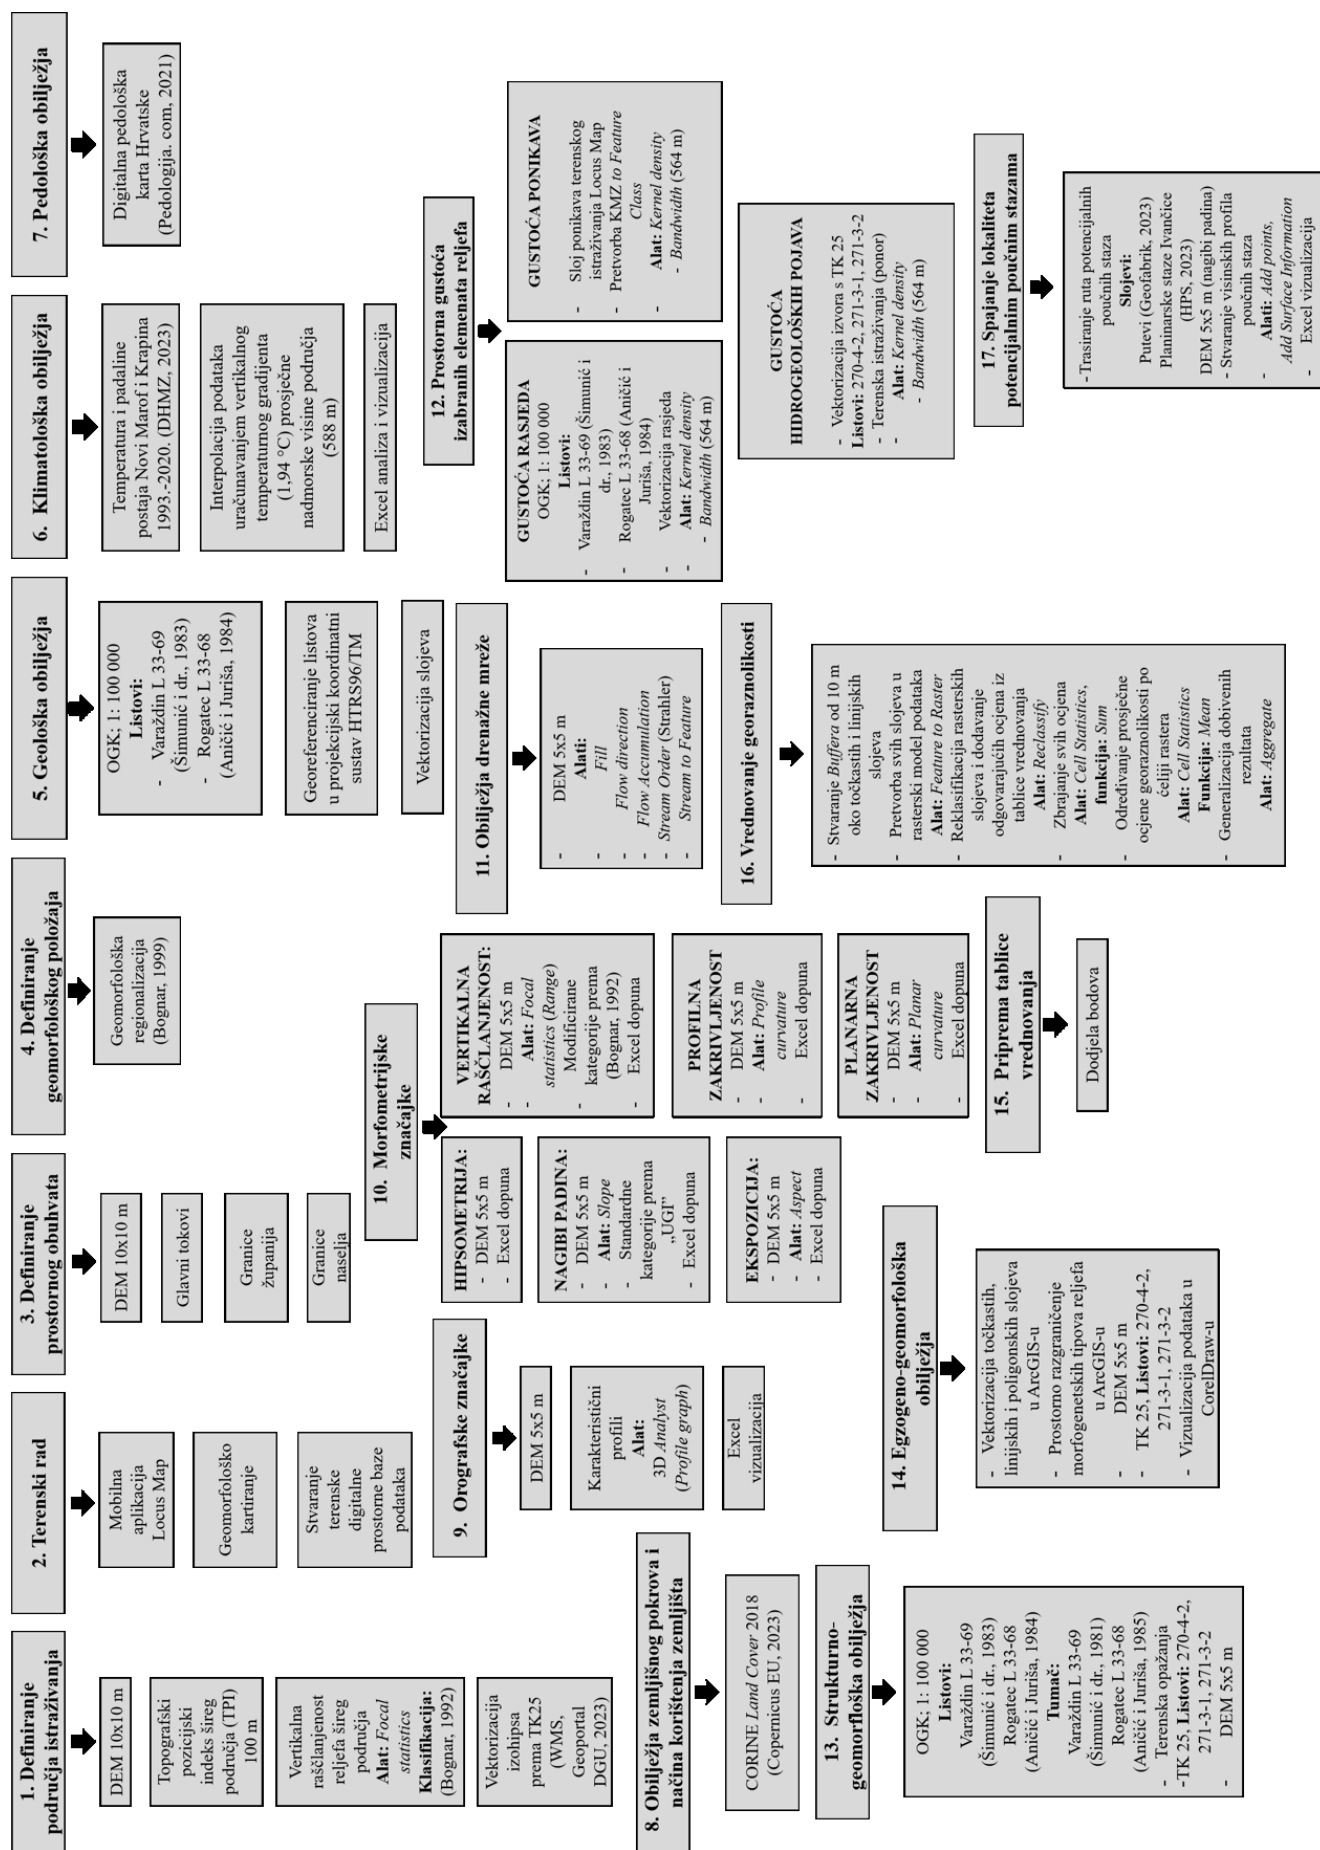 1. Definiranje
područja istraživanja
DEM 10x10 m
Topografski
pozicijski
indeks šireg
područja (TPI)
100 m
Vertikalna
raščlanjenost
reljefa šireg
područja
Alat: Focal
statistics
Klasifikacija:
(Bognar, 1992)
Vektorizacija
izohipsa
prema TK25
(WMS,
Geoportal
DGU, 2023)
2. Terenski rad
Mobilna
aplikacija
Locus Map
Geomorfološko
kartiranje
Stvaranje
terenske
digitalne
prostorne baze
podataka
3. Definiranje
prostornog obuhvata
DEM 10x10 m
Glavni tokovi
Granice
županija
Granice
naselja
4. Definiranje
geomorfološkog položaja
Geomorfološka
regionalizacija
(Bognar, 1999)
5. Geološka obilježja
OGK; 1: 100 000
Listovi:
- Varaždin L 33-69
(Šimunić i dr., 1983)
- Rogatec L 33-68
(Aničić i Juriša, 1984)
Georeferenciranje listova
u projekcijski koordinatni
sustav HTRS96/TM
Vektorizacija slojeva
6. Klimatološka obilježja
Temperatura i padaline
postaja Novi Marof i Krapina
1993.-2020. (DHMZ, 2023)
Interpolacija podataka
uračunavanjem vertikalnog
temperaturnog gradijenta
(1,94 °C) prosječne
nadmorske visine područja
(588 m)
Excel analiza i vizualizacija
7. Pedološka obilježja
Digitalna pedološka
karta Hrvatske
(Pedologija. com, 2021)
8. Obilježja zemljišnog pokrova i
načina korištenja zemljišta
CORINE Land Cover 2018
(Copernicus EU, 2023)
9. Orografske značajke
DEM 5x5 m
Karakteristični
profili
Alat:
3D Analyst
(Profile graph)
Excel
vizualizacija
10. Morfometrijske
značajke
HIPSOMETRIJA:
- DEM 5x5 m
- Excel dopuna
NAGIBI PADINA:
- DEM 5x5 m
- Alat: Slope
- Standardne
kategorije prema
„UGI”
- Excel dopuna
EKSPOZICIJA:
- DEM 5x5 m
- Alat: Aspect
- Excel dopuna
VERTIKALNA
RAŠČLANJENOST:
- DEM 5x5 m
- Alat: Focal
statistics (Range)
- Modificirane
kategorije prema
(Bognar, 1992)
- Excel dopuna
PROFILNA
ZAKRIVLJENOST
- DEM 5x5 m
- Alat: Profile
curvature
- Excel dopuna
PLANARNA
ZAKRIVLJENOST
- DEM 5x5 m
- Alat: Planar
curvature
- Excel dopuna
11. Obilježja drenažne mreže
- DEM 5x5 m
Alati:
- Fill
- Flow direction
- Flow Accumulation
- Stream Order (Strahler)
- Stream to Feature
12. Prostorna gustoća
izabranih elemenata reljefa
GUSTOĆA RASJEDA
OGK; 1: 100 000
Listovi:
- Varaždin L 33-69 (Šimunić i
dr., 1983)
- Rogatec L 33-68 (Aničić i
Juriša, 1984)
- Vektorizacija rasjeda
- Alat: Kernel density
- Bandwidth (564 m)
GUSTOĆA PONIKAVA
- Sloj ponikava terenskog
istraživanja Locus Map
- Pretvorba KMZ to Feature
Class
- Alat: Kernel density
- Bandwidth (564 m)
GUSTOĆA
HIDROGEOLOŠKIH POJAVA
- Vektorizacija izvora s TK 25
Listovi: 270-4-2, 271-3-1, 271-3-2
- Terenska istraživanja (ponor)
- Alat: Kernel density
- Bandwidth (564 m)
13. Strukturno-
geomorfloška obilježja
OGK; 1: 100 000
Listovi:
Varaždin L 33-69
(Šimunić i dr., 1983)
Rogatec L 33-68
(Aničić i Juriša, 1984)
Tumač:
Varaždin L 33-69
(Šimunić i dr., 1981)
Rogatec L 33-68
(Aničić i Juriša, 1985)
- Terenska opažanja
-TK 25, Listovi: 270-4-2,
271-3-1, 271-3-2
- DEM 5x5 m
14. Egzogeno-geomorfološka
obilježja
- Vektorizacija točkastih,
linijskih i poligonskih slojeva
u ArcGIS-u
- Prostorno razgraničenje
morfogenetskih tipova reljefa
u ArcGIS-u
- DEM 5x5 m
- TK 25, Listovi: 270-4-2,
271-3-1, 271-3-2
- Vizualizacija podataka u
CorelDraw-u
15. Priprema tablice
vrednovanja
Dodjela bodova
16. Vrednovanje georaznolikosti
- Stvaranje Buffera od 10 m
oko točkastih i linijskih
slojeva
- Pretvorba svih slojeva u
rasterski model podataka
Alat: Feature to Raster
- Reklasifikacija rasterskih
slojeva i dodavanje
odgovarajućih ocjena iz
tablice vrednovanja
Alat: Reclassify
- Zbrajanje svih ocjena
Alat: Cell Statistics,
funkcija: Sum
- Određivanje prosječne
ocjene georaznolikosti po
ćeliji rastera
Alat: Cell Statistics
Funkcija: Mean
- Generalizacija dobivenih
rezultata
Alat: Aggregate
17. Spajanje lokaliteta
potencijalnim poučnim stazama
- Trasiranje ruta potencijalnih
poučnih staza
Slojevi:
Putevi (Geofabrik, 2023)
Planinarske staze Ivančice
(HPS, 2023)
DEM 5x5 m (nagibi padina)
- Stvaranje visinskih profila
poučnih staza
- Alati: Add points,
Add Surface Information
- Excel vizualizacija